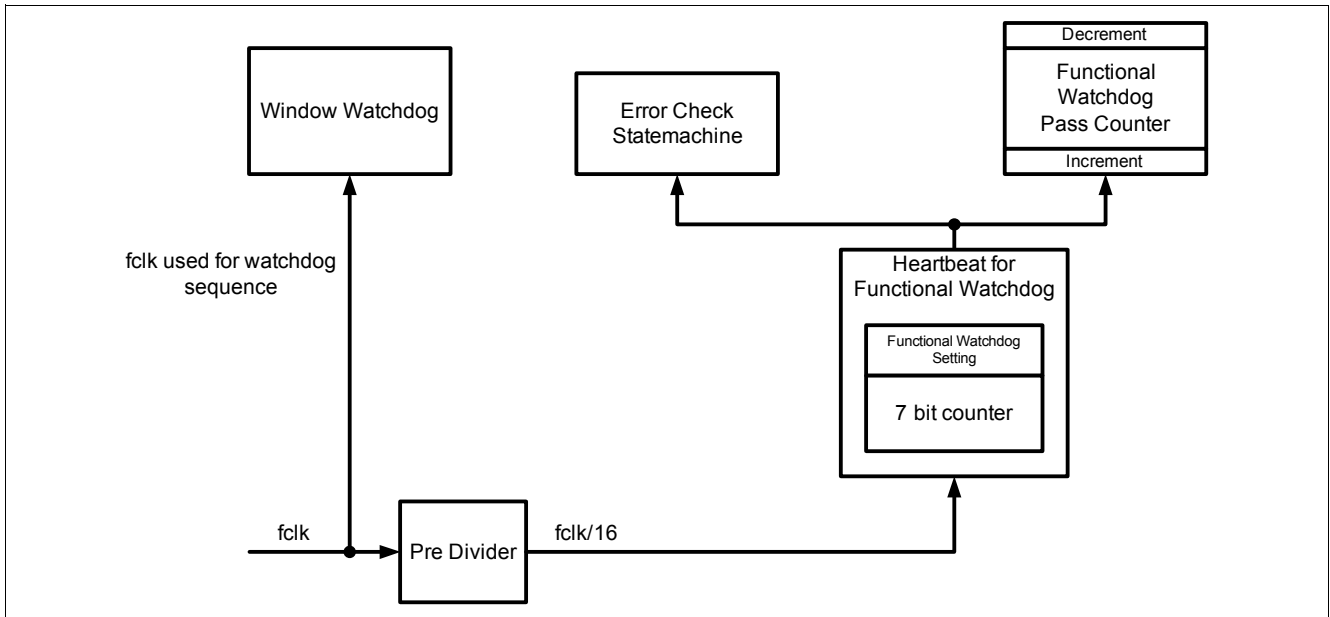 Decrement
Functional
Watchdog
Pass Counter
Increment
Window Watchdog
Error Check
Statemachine
fclk used for watchdog
sequence
Heartbeat for
Functional Watchdog
Functional Watchdog
Setting
7 bit counter
fclk
Pre Divider
fclk/16